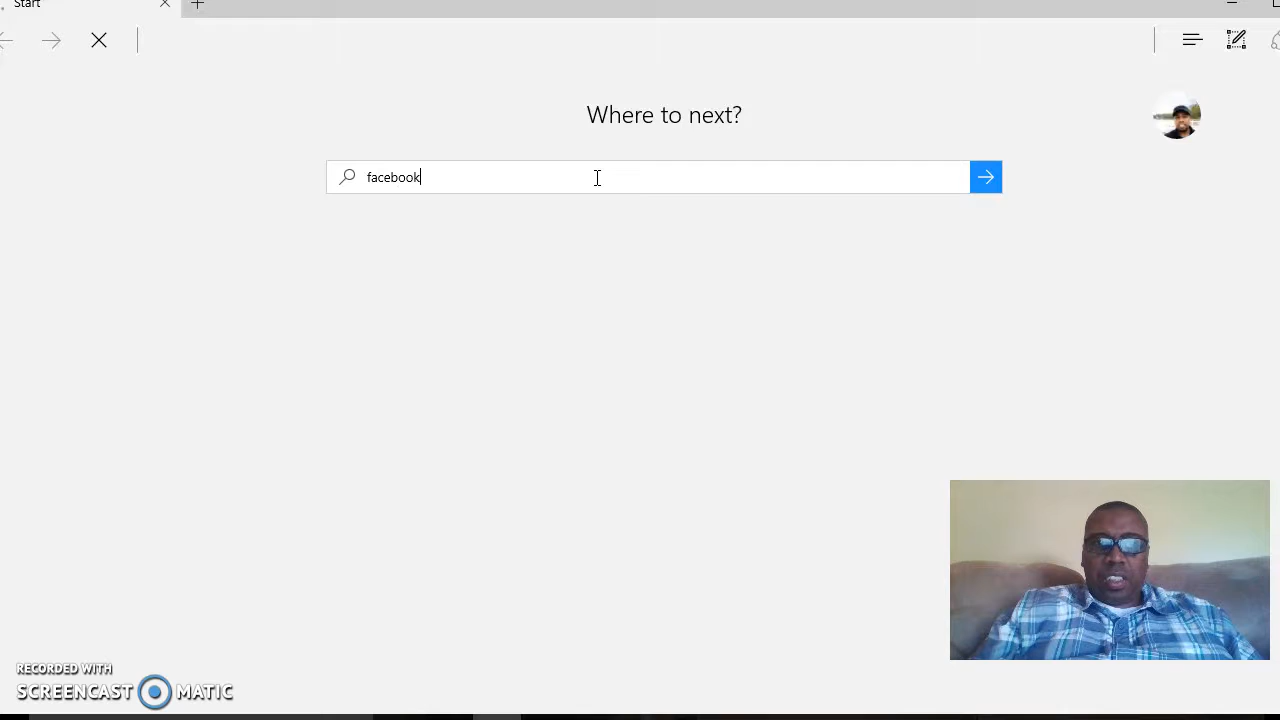 Start
Where to next?
facebook
RECORDED WITH
SCREENCAST MATIC